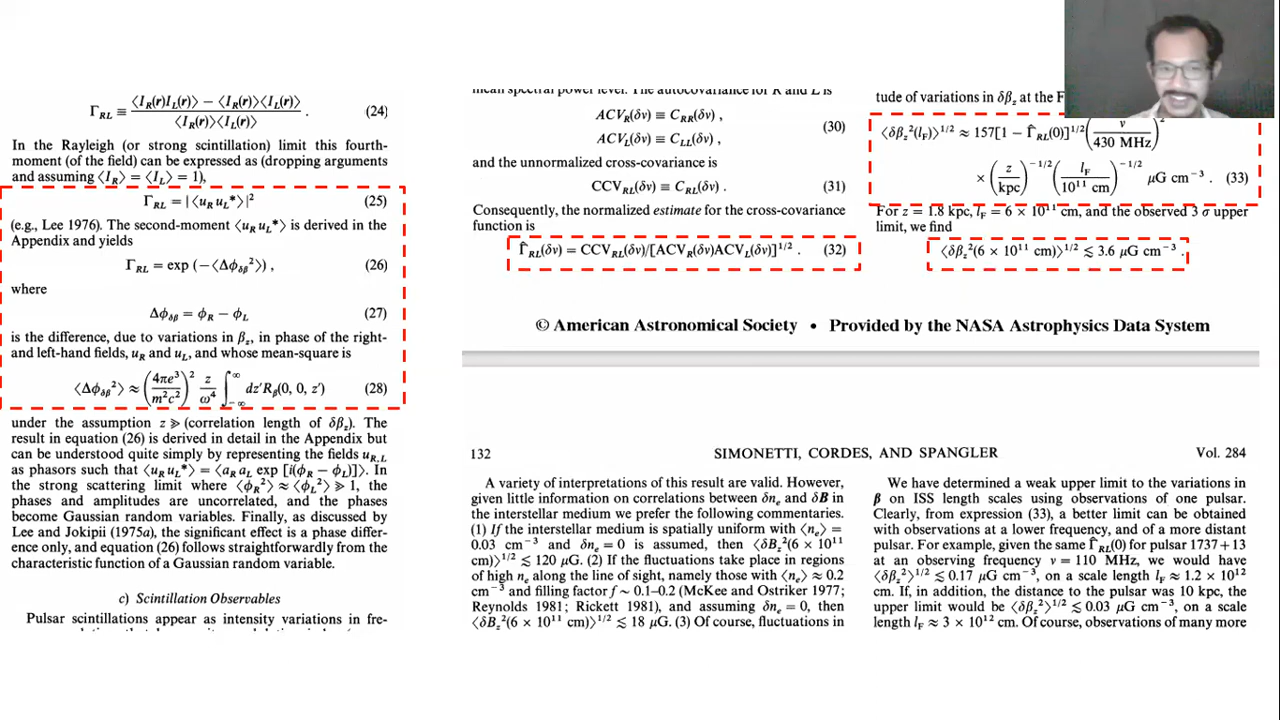 Γ_RL ≡ (⟨I_R(r)I_L(r)⟩ − ⟨I_R(r)⟩⟨I_L(r)⟩) / (⟨I_R(r)⟩⟨I_L(r)⟩) . (24)
In the Rayleigh (or strong scintillation) limit this fourth-
moment (of the field) can be expressed as (dropping arguments
and assuming ⟨I_R⟩ = ⟨I_L⟩ = 1),
Γ_RL = |⟨u_R u_L*⟩|² (25)
(e.g., Lee 1976). The second-moment ⟨u_R u_L*⟩ is derived in the
Appendix and yields
Γ_RL = exp (−⟨Δϕ_δβ²⟩) , (26)
where
Δϕ_δβ = ϕ_R − ϕ_L (27)
is the difference, due to variations in β_z, in phase of the right-
and left-hand fields, u_R and u_L, and whose mean-square is
⟨Δϕ_δβ²⟩ ≈ (4πe³/m²c²)² z/ω⁴ ∫_−∞^∞ dz′R_β(0, 0, z′) (28)
under the assumption z ≫ (correlation length of δβ_z). The
result in equation (26) is derived in detail in the Appendix but
can be understood quite simply by representing the fields u_R,L
as phasors such that ⟨u_R u_L*⟩ = ⟨a_R a_L exp [i(ϕ_R − ϕ_L)]⟩. In
the strong scattering limit where ⟨ϕ_R²⟩ ≈ ⟨ϕ_L²⟩ ≫ 1, the
phases and amplitudes are uncorrelated, and the phases
become Gaussian random variables. Finally, as discussed by
Lee and Jokipii (1975a), the significant effect is a phase differ-
ence only, and equation (26) follows straightforwardly from the
characteristic function of a Gaussian random variable.
c) Scintillation Observables
Pulsar scintillations appear as intensity variations in fre-
mean spectral power level. The autocovariance for R and L is
ACV_R(δν) ≡ C_RR(δν) ,
ACV_L(δν) ≡ C_LL(δν) , (30)
and the unnormalized cross-covariance is
CCV_RL(δν) ≡ C_RL(δν) . (31)
Consequently, the normalized estimate for the cross-covariance
function is
Γ̂_RL(δν) = CCV_RL(δν)/[ACV_R(δν)ACV_L(δν)]^1/2 . (32)
tude of variations in δβ_z at the F
⟨δβ_z²(l_F)⟩^1/2 ≈ 157[1 − Γ̂_RL(0)]^1/2 (ν/430 MHz)²
× (z/kpc)^−1/2 (l_F/10¹¹ cm)^−1/2 μG cm⁻³ . (33)
For z = 1.8 kpc, l_F = 6 × 10¹¹ cm, and the observed 3 σ upper
limit, we find
⟨δβ_z²(6 × 10¹¹ cm)⟩^1/2 ≲ 3.6 μG cm⁻³ .
© American Astronomical Society • Provided by the NASA Astrophysics Data System
132 SIMONETTI, CORDES, AND SPANGLER Vol. 284
A variety of interpretations of this result are valid. However,
given little information on correlations between δn_e and δB in
the interstellar medium we prefer the following commentaries.
(1) If the interstellar medium is spatially uniform with ⟨n_e⟩ =
0.03 cm⁻³ and δn_e = 0 is assumed, then ⟨δB_z²(6 × 10¹¹
cm)⟩^1/2 ≲ 120 μG. (2) If the fluctuations take place in regions
of high n_e along the line of sight, namely those with ⟨n_e⟩ ≈ 0.2
cm⁻³ and filling factor f ~ 0.1–0.2 (McKee and Ostriker 1977;
Reynolds 1981; Rickett 1981), and assuming δn_e = 0, then
⟨δB_z²(6 × 10¹¹ cm)⟩^1/2 ≲ 18 μG. (3) Of course, fluctuations in
We have determined a weak upper limit to the variations in
β on ISS length scales using observations of one pulsar.
Clearly, from expression (33), a better limit can be obtained
with observations at a lower frequency, and of a more distant
pulsar. For example, given the same Γ̂_RL(0) for pulsar 1737+13
at an observing frequency ν = 110 MHz, we would have
⟨δβ_z²⟩^1/2 ≲ 0.17 μG cm⁻³, on a scale length l_F ≈ 1.2 × 10¹²
cm. If, in addition, the distance to the pulsar was 10 kpc, the
upper limit would be ⟨δβ_z²⟩^1/2 ≲ 0.03 μG cm⁻³, on a scale
length l_F ≈ 3 × 10¹² cm. Of course, observations of many more